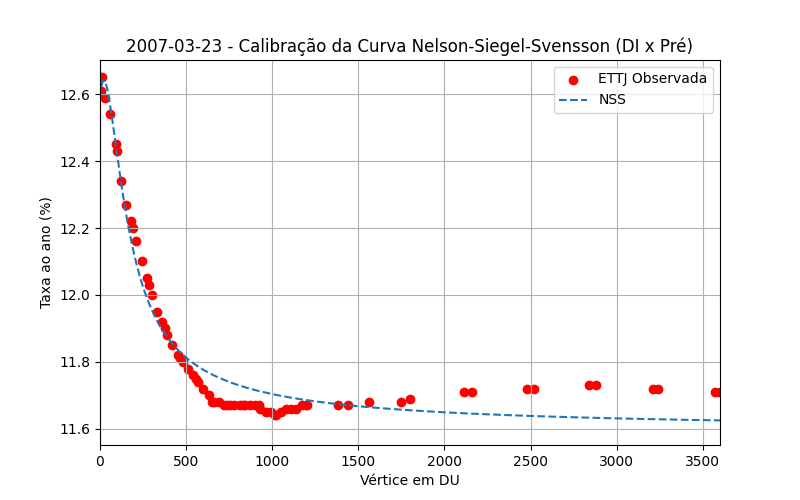 2007-03-23 - Calibração da Curva Nelson-Siegel-Svensson (DI x Pré)
ETTJ Observada
NSS
Taxa ao ano (%)
12.6
12.4
12.2
12.0
11.8
11.6
0 500 1000 1500 2000 2500 3000 3500
Vértice em DU